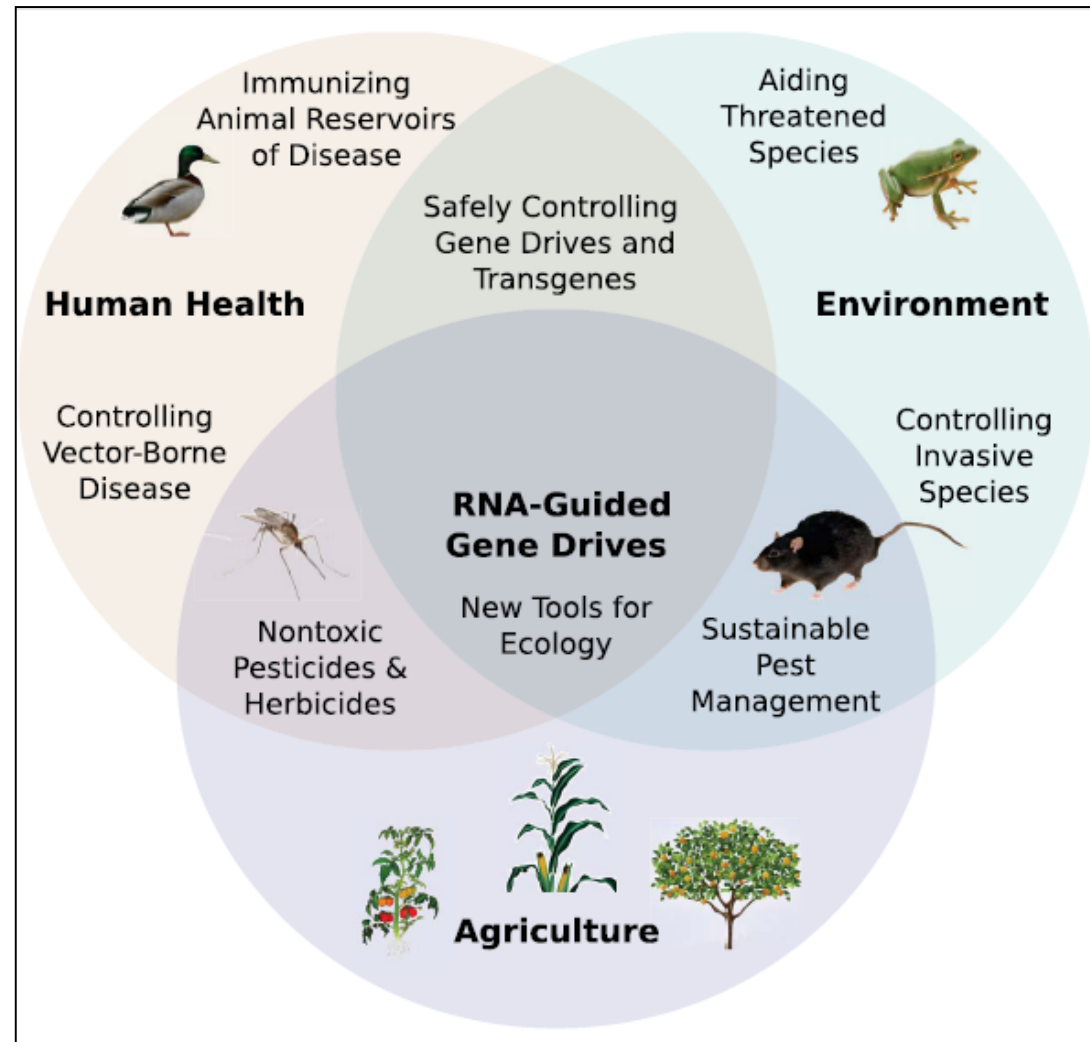 Immunizing
Animal Reservoirs
of Disease
Aiding
Threatened
Species
Safely Controlling
Gene Drives and
Transgenes
Human Health
Environment
Controlling
Vector-Borne
Disease
Controlling
Invasive
Species
RNA-Guided
Gene Drives
New Tools for
Ecology
Nontoxic
Pesticides &
Herbicides
Sustainable
Pest
Management
Agriculture